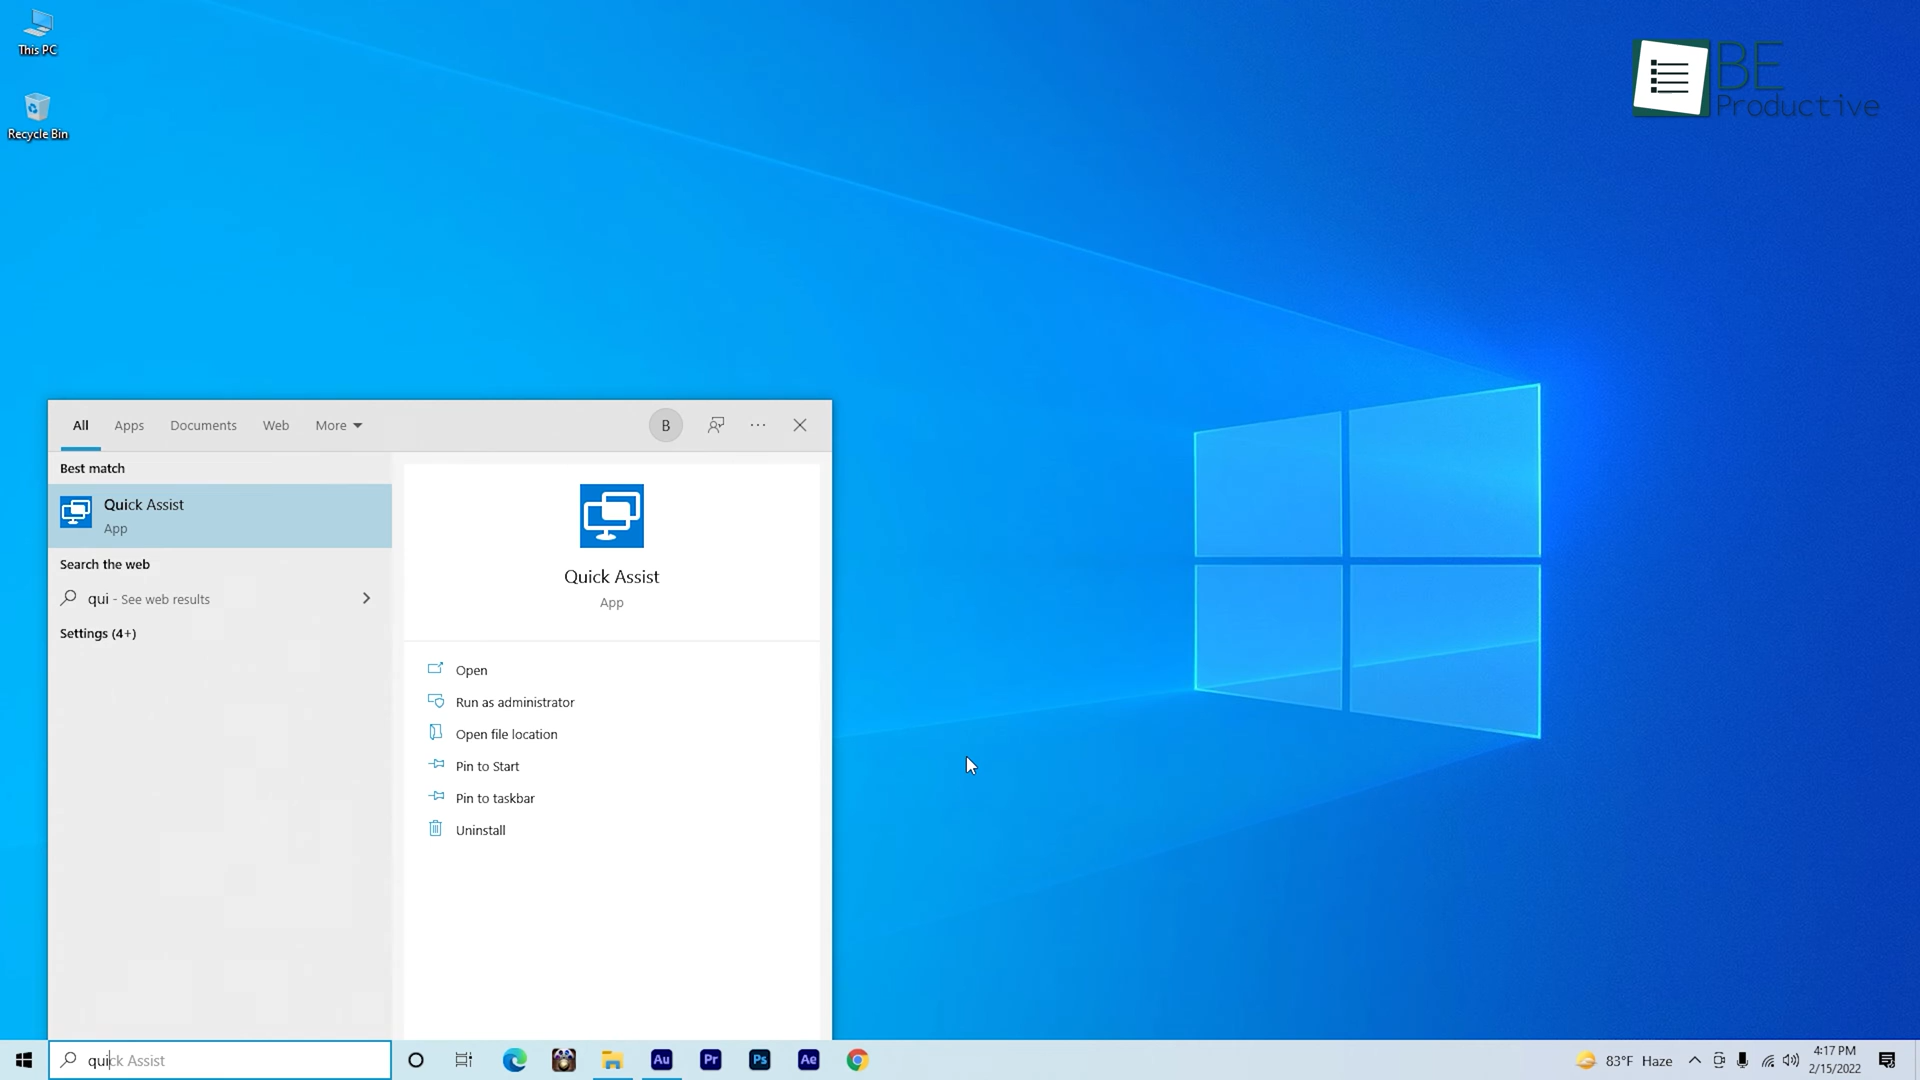 This PC
Recycle Bin
BE
Productive
All
Apps
Documents
Web
More
B
Best match
Quick Assist
App
Search the web
qui - See web results
Settings (4+)
Quick Assist
App
Open
Run as administrator
Open file location
Pin to Start
Pin to taskbar
Uninstall
quick Assist
Au
Pr
Ps
Ae
83°F Haze
4:17 PM
2/15/2022